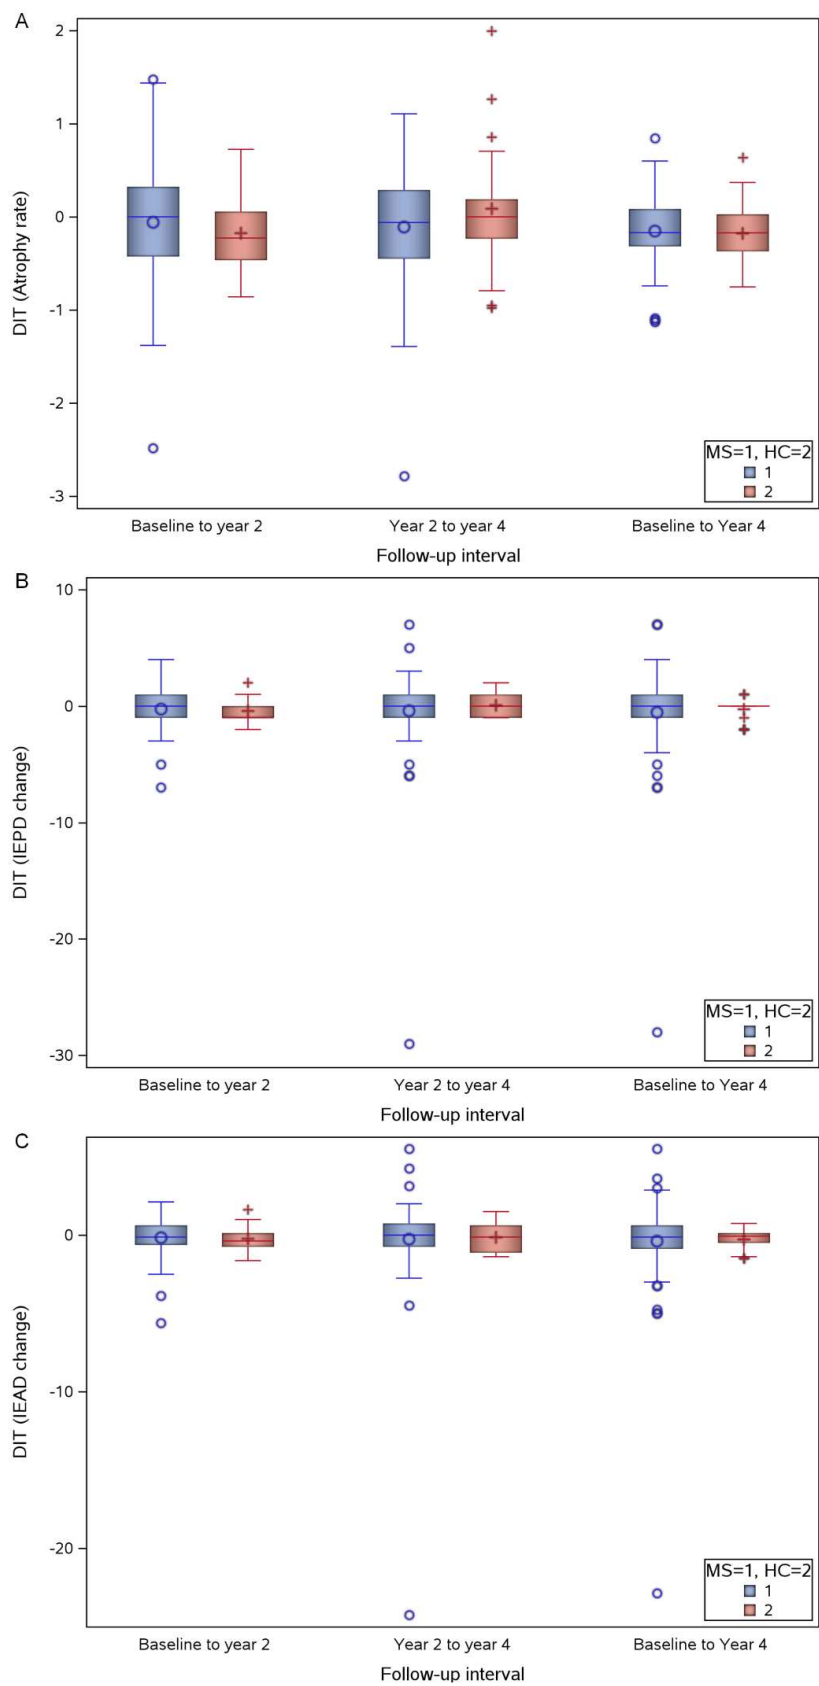 A
DIT (Atrophy rate)
2
1
0
-1
-2
-3
MS=1, HC=2
1
2
Baseline to year 2 Year 2 to year 4 Baseline to Year 4
Follow-up interval
B
DIT (IEPD change)
10
0
-10
-20
-30
MS=1, HC=2
1
2
Baseline to year 2 Year 2 to year 4 Baseline to Year 4
Follow-up interval
C
DIT (IEAD change)
0
-10
-20
MS=1, HC=2
1
2
Baseline to year 2 Year 2 to year 4 Baseline to Year 4
Follow-up interval